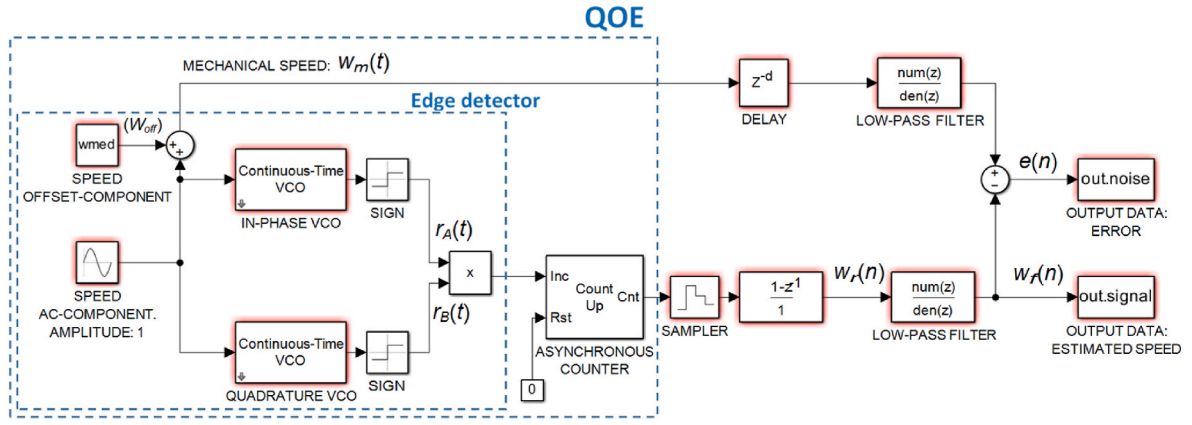 QOE
MECHANICAL SPEED: wm(t)
Edge detector
(Woff)
wmed
+
+
SPEED
OFFSET-COMPONENT
Continuous-Time
VCO
IN-PHASE VCO
SIGN
rA(t)
SPEED
AC-COMPONENT.
AMPLITUDE: 1
x
rB(t)
Continuous-Time
VCO
QUADRATURE VCO
SIGN
Inc
Count
Up
Cnt
Rst
ASYNCHRONOUS
COUNTER
0
SAMPLER
1-z-1
1
wr(n)
num(z)
den(z)
LOW-PASS FILTER
wf(n)
out.signal
OUTPUT DATA:
ESTIMATED SPEED
Z-d
DELAY
num(z)
den(z)
LOW-PASS FILTER
+
−
e(n)
out.noise
OUTPUT DATA:
ERROR